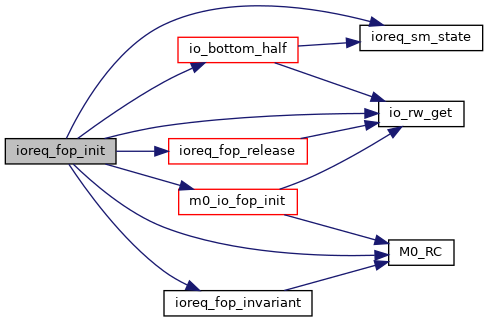 ioreq_sm_state
io_bottom_half
io_rw_get
ioreq_fop_init
ioreq_fop_release
m0_io_fop_init
M0_RC
ioreq_fop_invariant